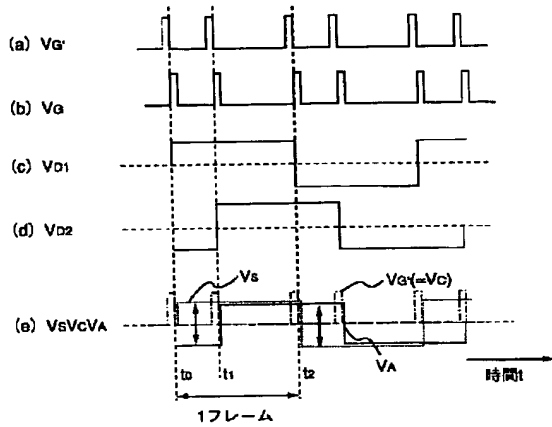 (a) VG'
(b) VG
(c) VD1
(d) VD2
VS
VG'(=VC)
(e) VSVCVA
VA
t0 t1 t2 時間t
1フレーム